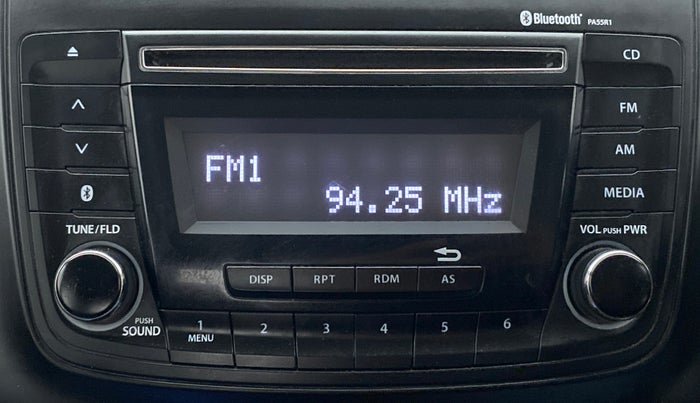 Bluetooth PA55R1
CD
FM
AM
MEDIA
FM1
94.25 MHz
TUNE/FLD
VOL PUSH PWR
DISP RPT RDM AS
PUSH
SOUND
1 2 3 4 5 6
MENU